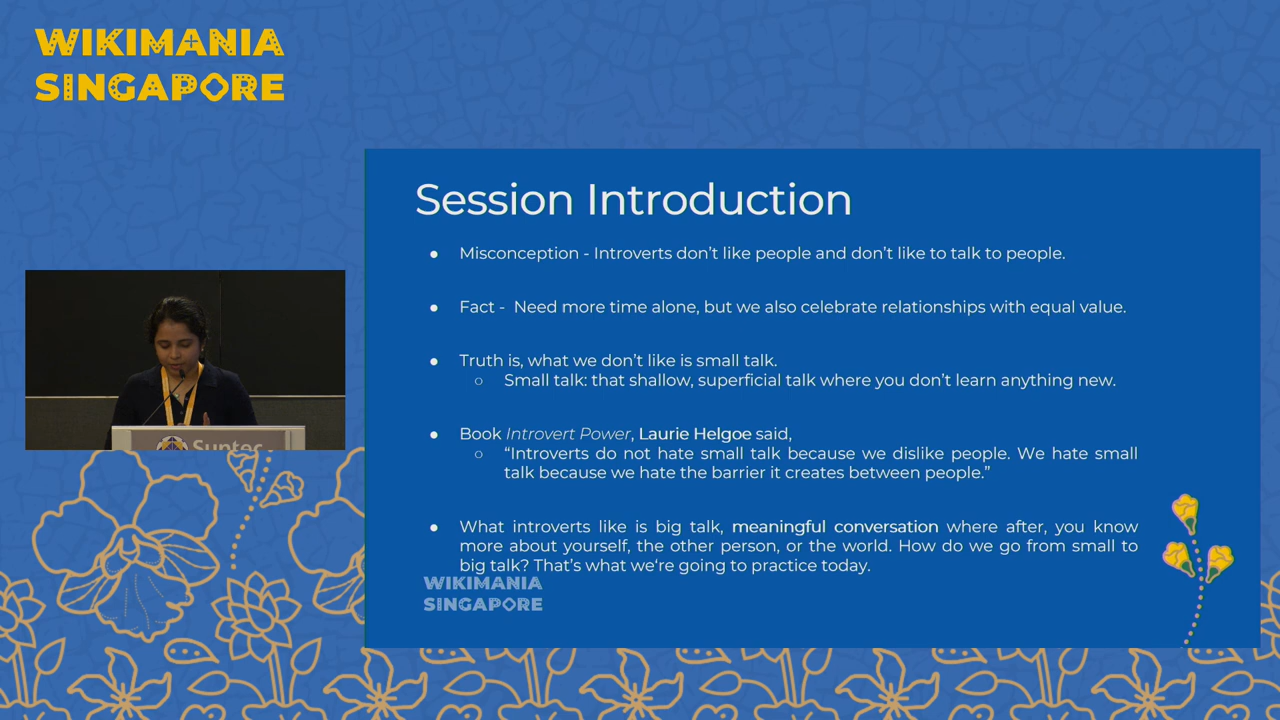 WIKIMANIA
SINGAPORE
Session Introduction
● Misconception - Introverts don’t like people and don’t like to talk to people.
● Fact - Need more time alone, but we also celebrate relationships with equal value.
● Truth is, what we don’t like is small talk.
○ Small talk: that shallow, superficial talk where you don’t learn anything new.
● Book Introvert Power, Laurie Helgoe said,
○ “Introverts do not hate small talk because we dislike people. We hate small
talk because we hate the barrier it creates between people.”
● What introverts like is big talk, meaningful conversation where after, you know
more about yourself, the other person, or the world. How do we go from small to
big talk? That’s what we‘re going to practice today.
WIKIMANIA
SINGAPORE
Suntec